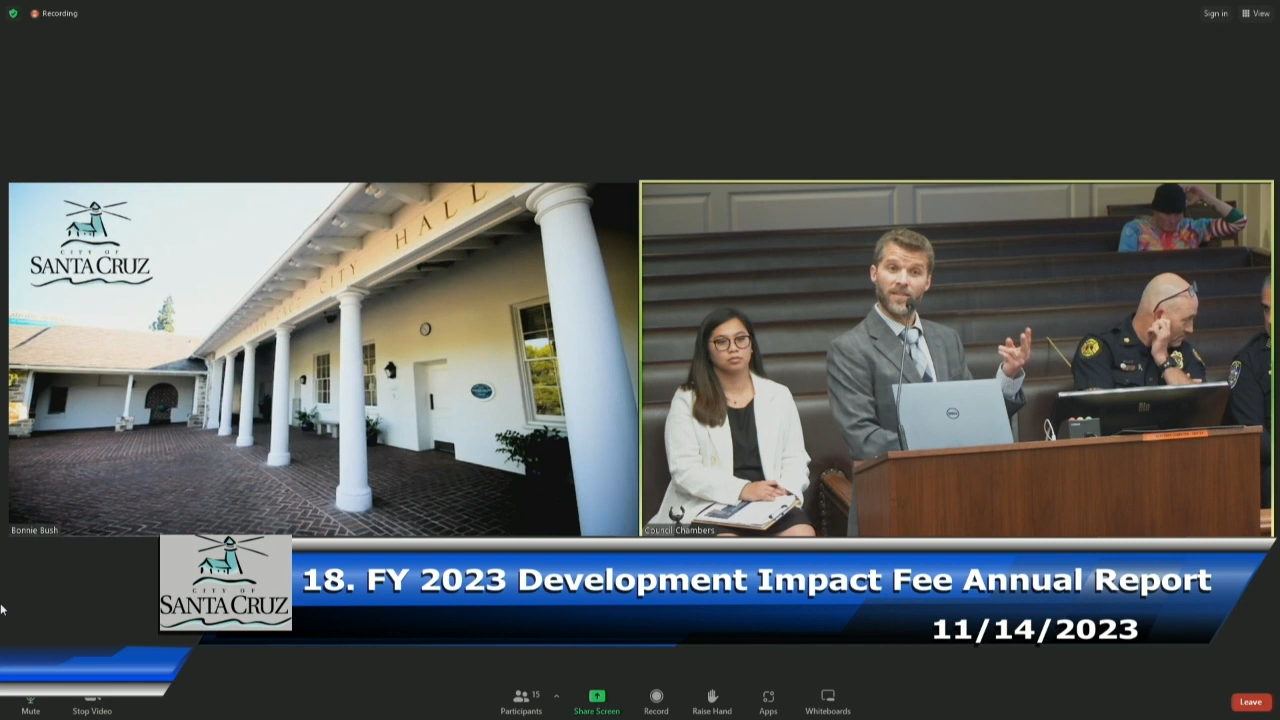 Recording
Sign in
View
CITY OF
SANTA CRUZ
CITY HALL
Bonnie Bush
DELL
Council Chambers
CITY OF
SANTA CRUZ
18. FY 2023 Development Impact Fee Annual Report
11/14/2023
Mute
Stop Video
Participants
15
Share Screen
Record
Raise Hand
Apps
Whiteboards
Leave